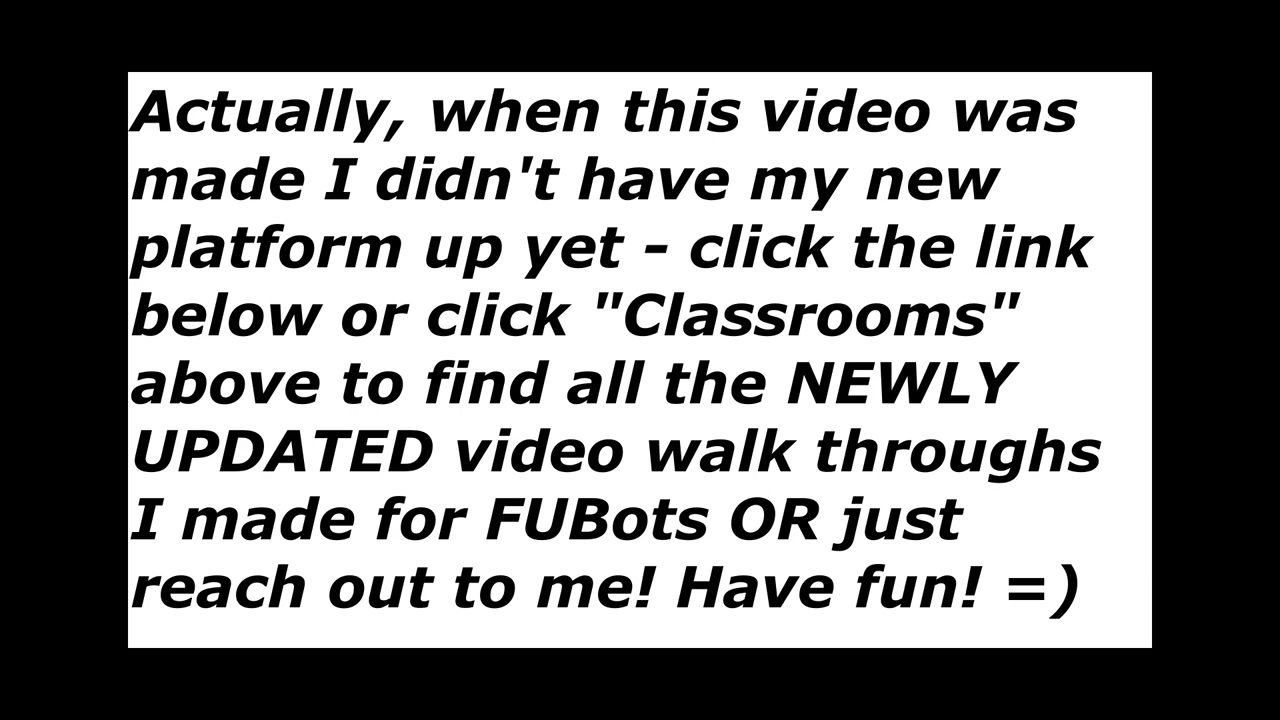 Actually, when this video was
made I didn't have my new
platform up yet - click the link
below or click "Classrooms"
above to find all the NEWLY
UPDATED video walk throughs
I made for FUBots OR just
reach out to me! Have fun! =)